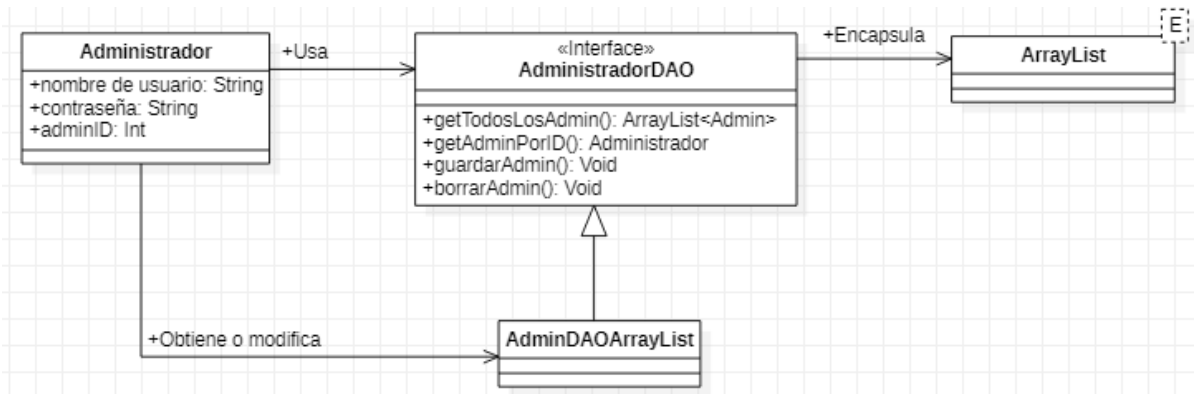 Administrador
+nombre de usuario: String
+contraseña: String
+adminID: Int
+Usa
«Interface»
AdministradorDAO
+getTodosLosAdmin(): ArrayList<Admin>
+getAdminPorID(): Administrador
+guardarAdmin(): Void
+borrarAdmin(): Void
+Encapsula
E
ArrayList
+Obtiene o modifica
AdminDAOArrayList